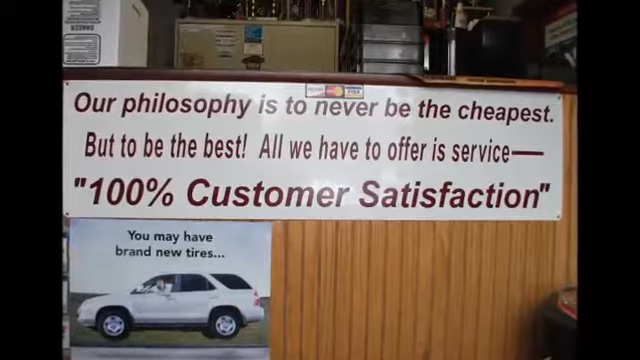 Our philosophy is to never be the cheapest.
But to be the best! All we have to offer is service—
"100% Customer Satisfaction"
You may have
brand new tires...